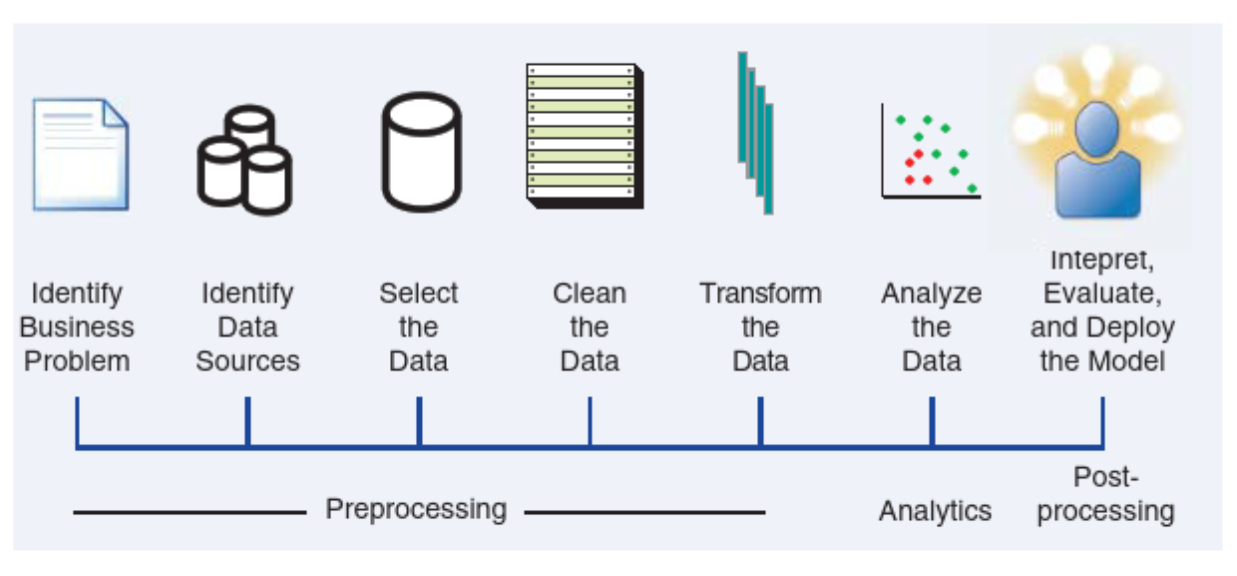 Identify
Business
Problem
Identify
Data
Sources
Select
the
Data
Clean
the
Data
Transform
the
Data
Analyze
the
Data
Intepret,
Evaluate,
and Deploy
the Model
Preprocessing
Analytics
Post-
processing